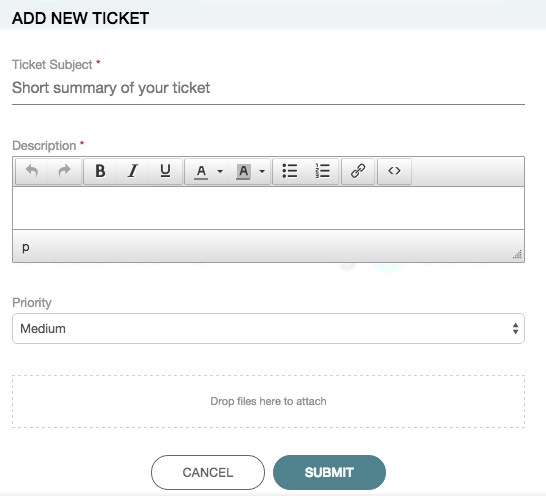 ADD NEW TICKET
Ticket Subject *
Short summary of your ticket
Description *
B I U A A <>
p
Priority
Medium
Drop files here to attach
CANCEL SUBMIT